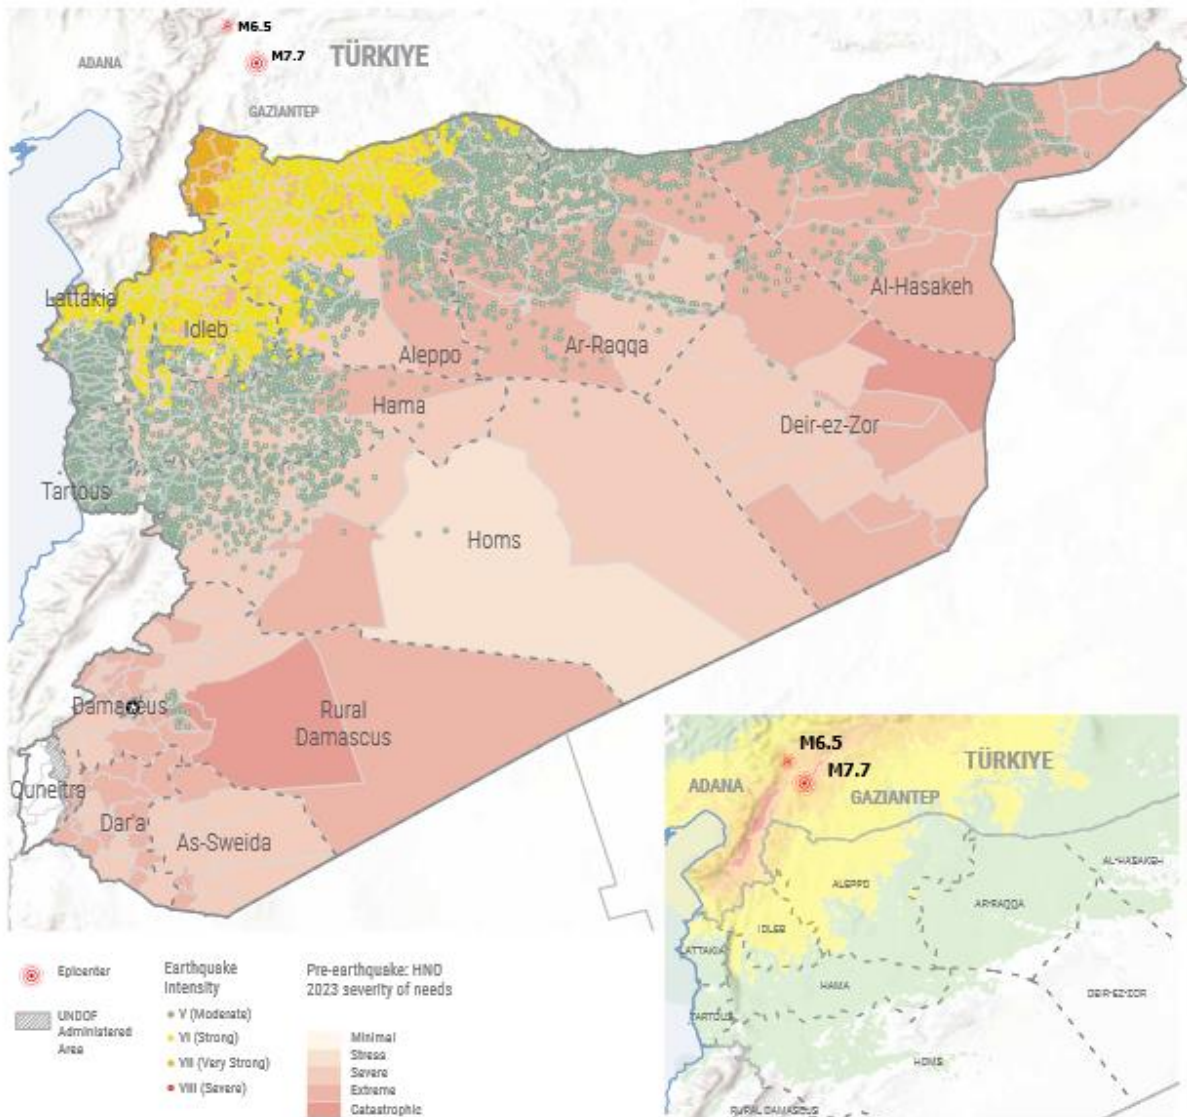 M6.5
M7.7
TÜRKIYE
ADANA
GAZIANTEP
Lattakia
Idleb
Aleppo
Ar-Raqqa
Al-Hasakeh
Hama
Deir-ez-Zor
Tartous
Homs
Damascus
Rural
Damascus
Quneitra
Dar'a
As-Sweida
M6.5
M7.7
TÜRKIYE
ADANA
GAZIANTEP
AL-HASAKEH
ALEPPO
AR-RAQQA
IDLEB
LATTAKIA
HAMA
DEIR-EZ-ZOR
TARTOUS
HOMS
RURAL DAMASCUS
Epicenter
UNDOF
Administered
Area
Earthquake
Intensity
V (Moderate)
VI (Strong)
VII (Very Strong)
VIII (Severe)
Pre-earthquake: HNO
2023 severity of needs
Minimal
Stress
Severe
Extreme
Catastrophic